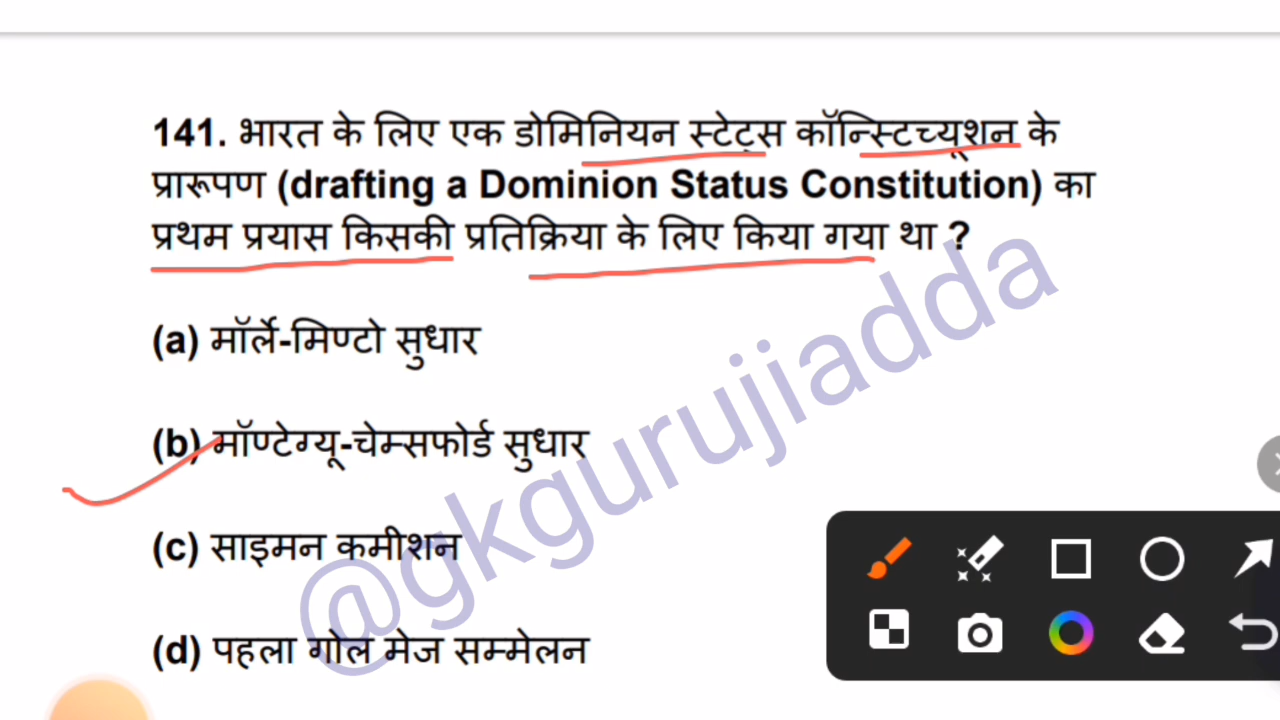 141. भारत के लिए एक डोमिनियन स्टेट्स कॉन्स्टिच्यूशन के
प्रारूपण (drafting a Dominion Status Constitution) का
प्रथम प्रयास किसकी प्रतिक्रिया के लिए किया गया था ?
(a) मॉर्ले-मिण्टो सुधार
(b) मॉण्टेग्यू-चेम्सफोर्ड सुधार
(c) साइमन कमीशन
(d) पहला गोल मेज सम्मेलन
@gkgurujiadda